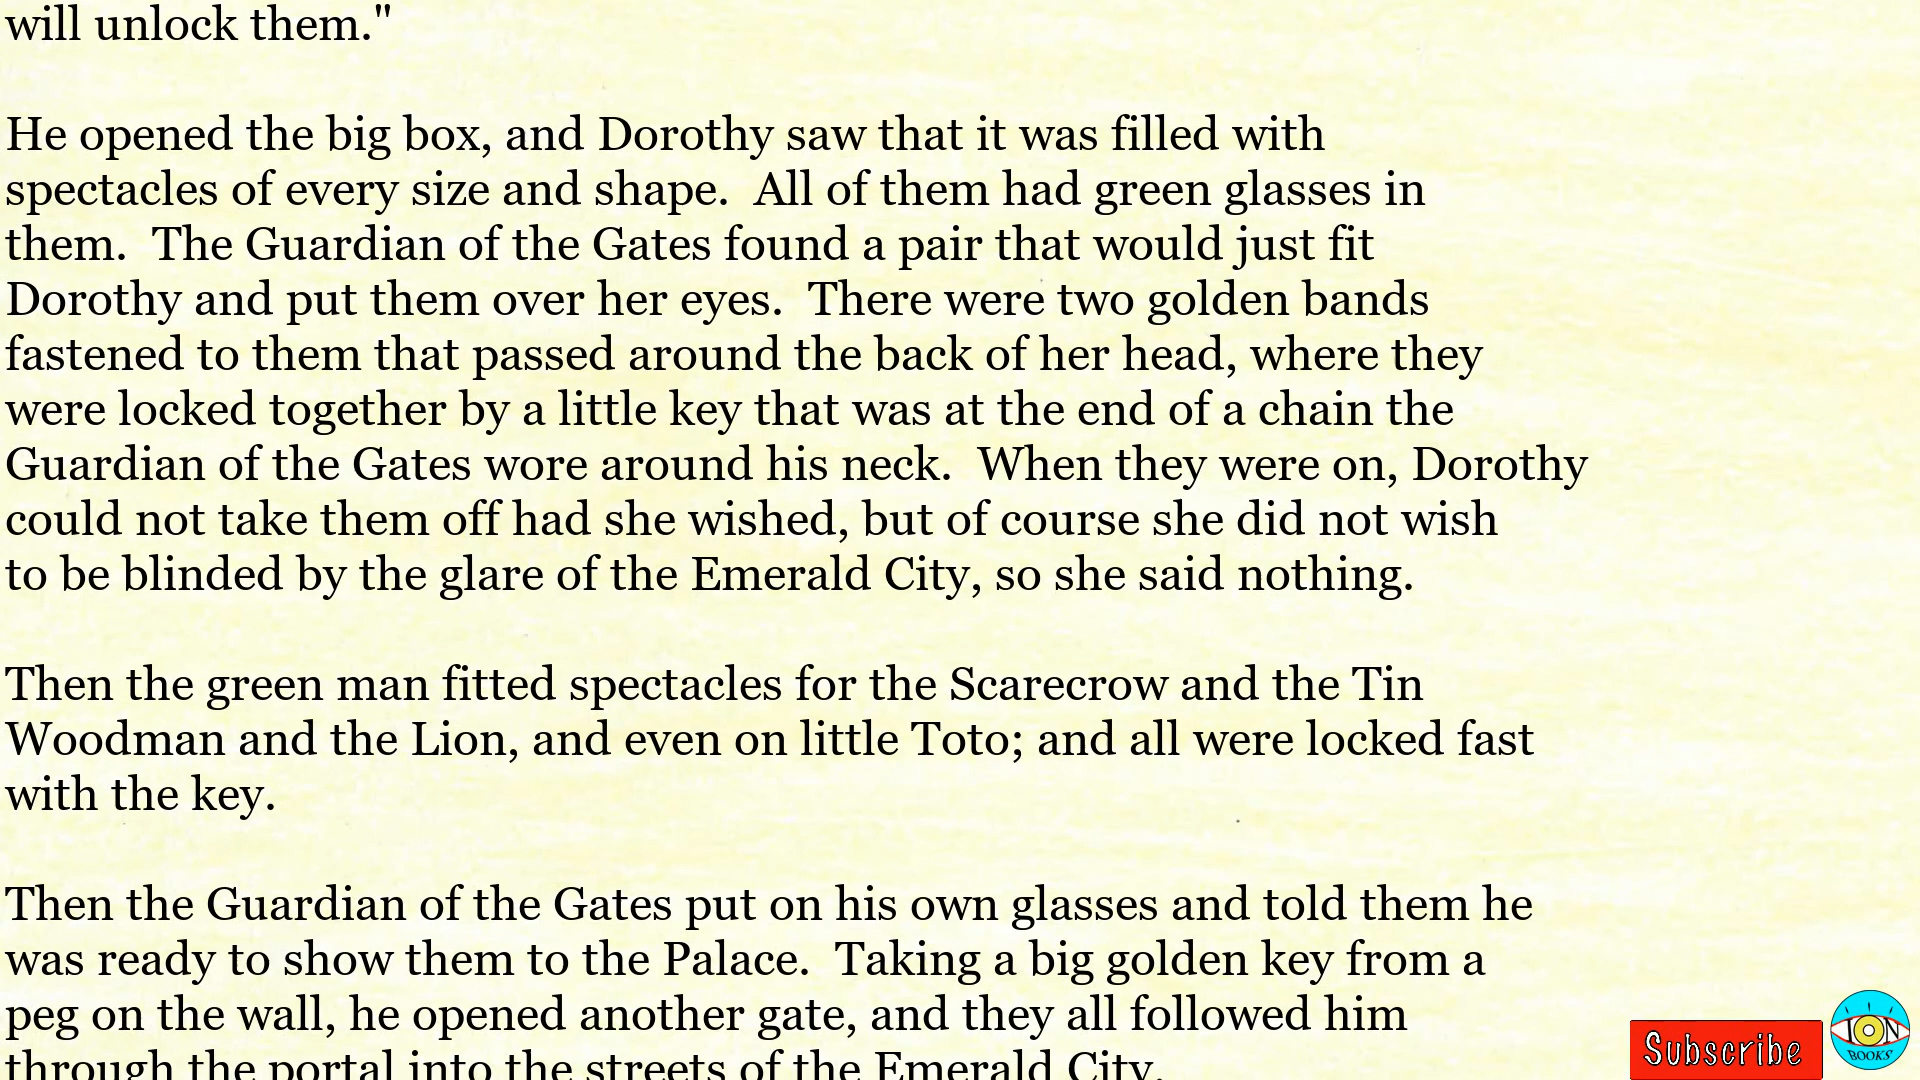 will unlock them."
He opened the big box, and Dorothy saw that it was filled with
spectacles of every size and shape.  All of them had green glasses in
them.  The Guardian of the Gates found a pair that would just fit
Dorothy and put them over her eyes.  There were two golden bands
fastened to them that passed around the back of her head, where they
were locked together by a little key that was at the end of a chain the
Guardian of the Gates wore around his neck.  When they were on, Dorothy
could not take them off had she wished, but of course she did not wish
to be blinded by the glare of the Emerald City, so she said nothing.
Then the green man fitted spectacles for the Scarecrow and the Tin
Woodman and the Lion, and even on little Toto; and all were locked fast
with the key.
Then the Guardian of the Gates put on his own glasses and told them he
was ready to show them to the Palace.  Taking a big golden key from a
peg on the wall, he opened another gate, and they all followed him
through the portal into the streets of the Emerald City.
Subscribe
ION
BOOKS